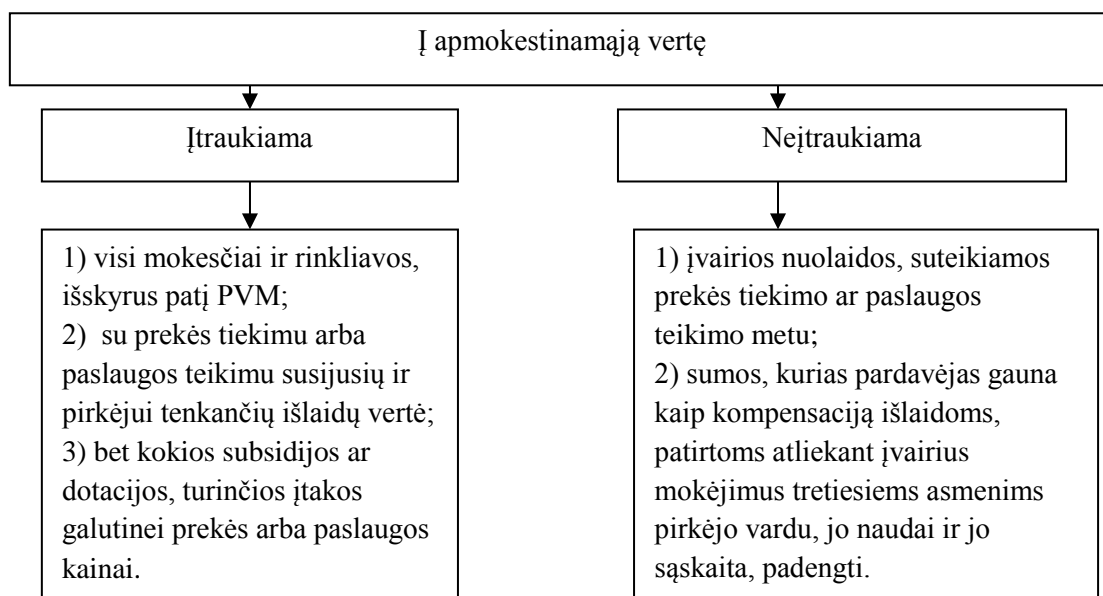 Į apmokestinamąją vertę
Įtraukiama
Neįtraukiama
1) visi mokesčiai ir rinkliavos,
išskyrus patį PVM;
2) su prekės tiekimu arba
paslaugos teikimu susijusių ir
pirkėjui tenkančių išlaidų vertė;
3) bet kokios subsidijos ar
dotacijos, turinčios įtakos
galutinei prekės arba paslaugos
kainai.
1) įvairios nuolaidos, suteikiamos
prekės tiekimo ar paslaugos
teikimo metu;
2) sumos, kurias pardavėjas gauna
kaip kompensaciją išlaidoms,
patirtoms atliekant įvairius
mokėjimus tretiesiems asmenims
pirkėjo vardu, jo naudai ir jo
sąskaita, padengti.